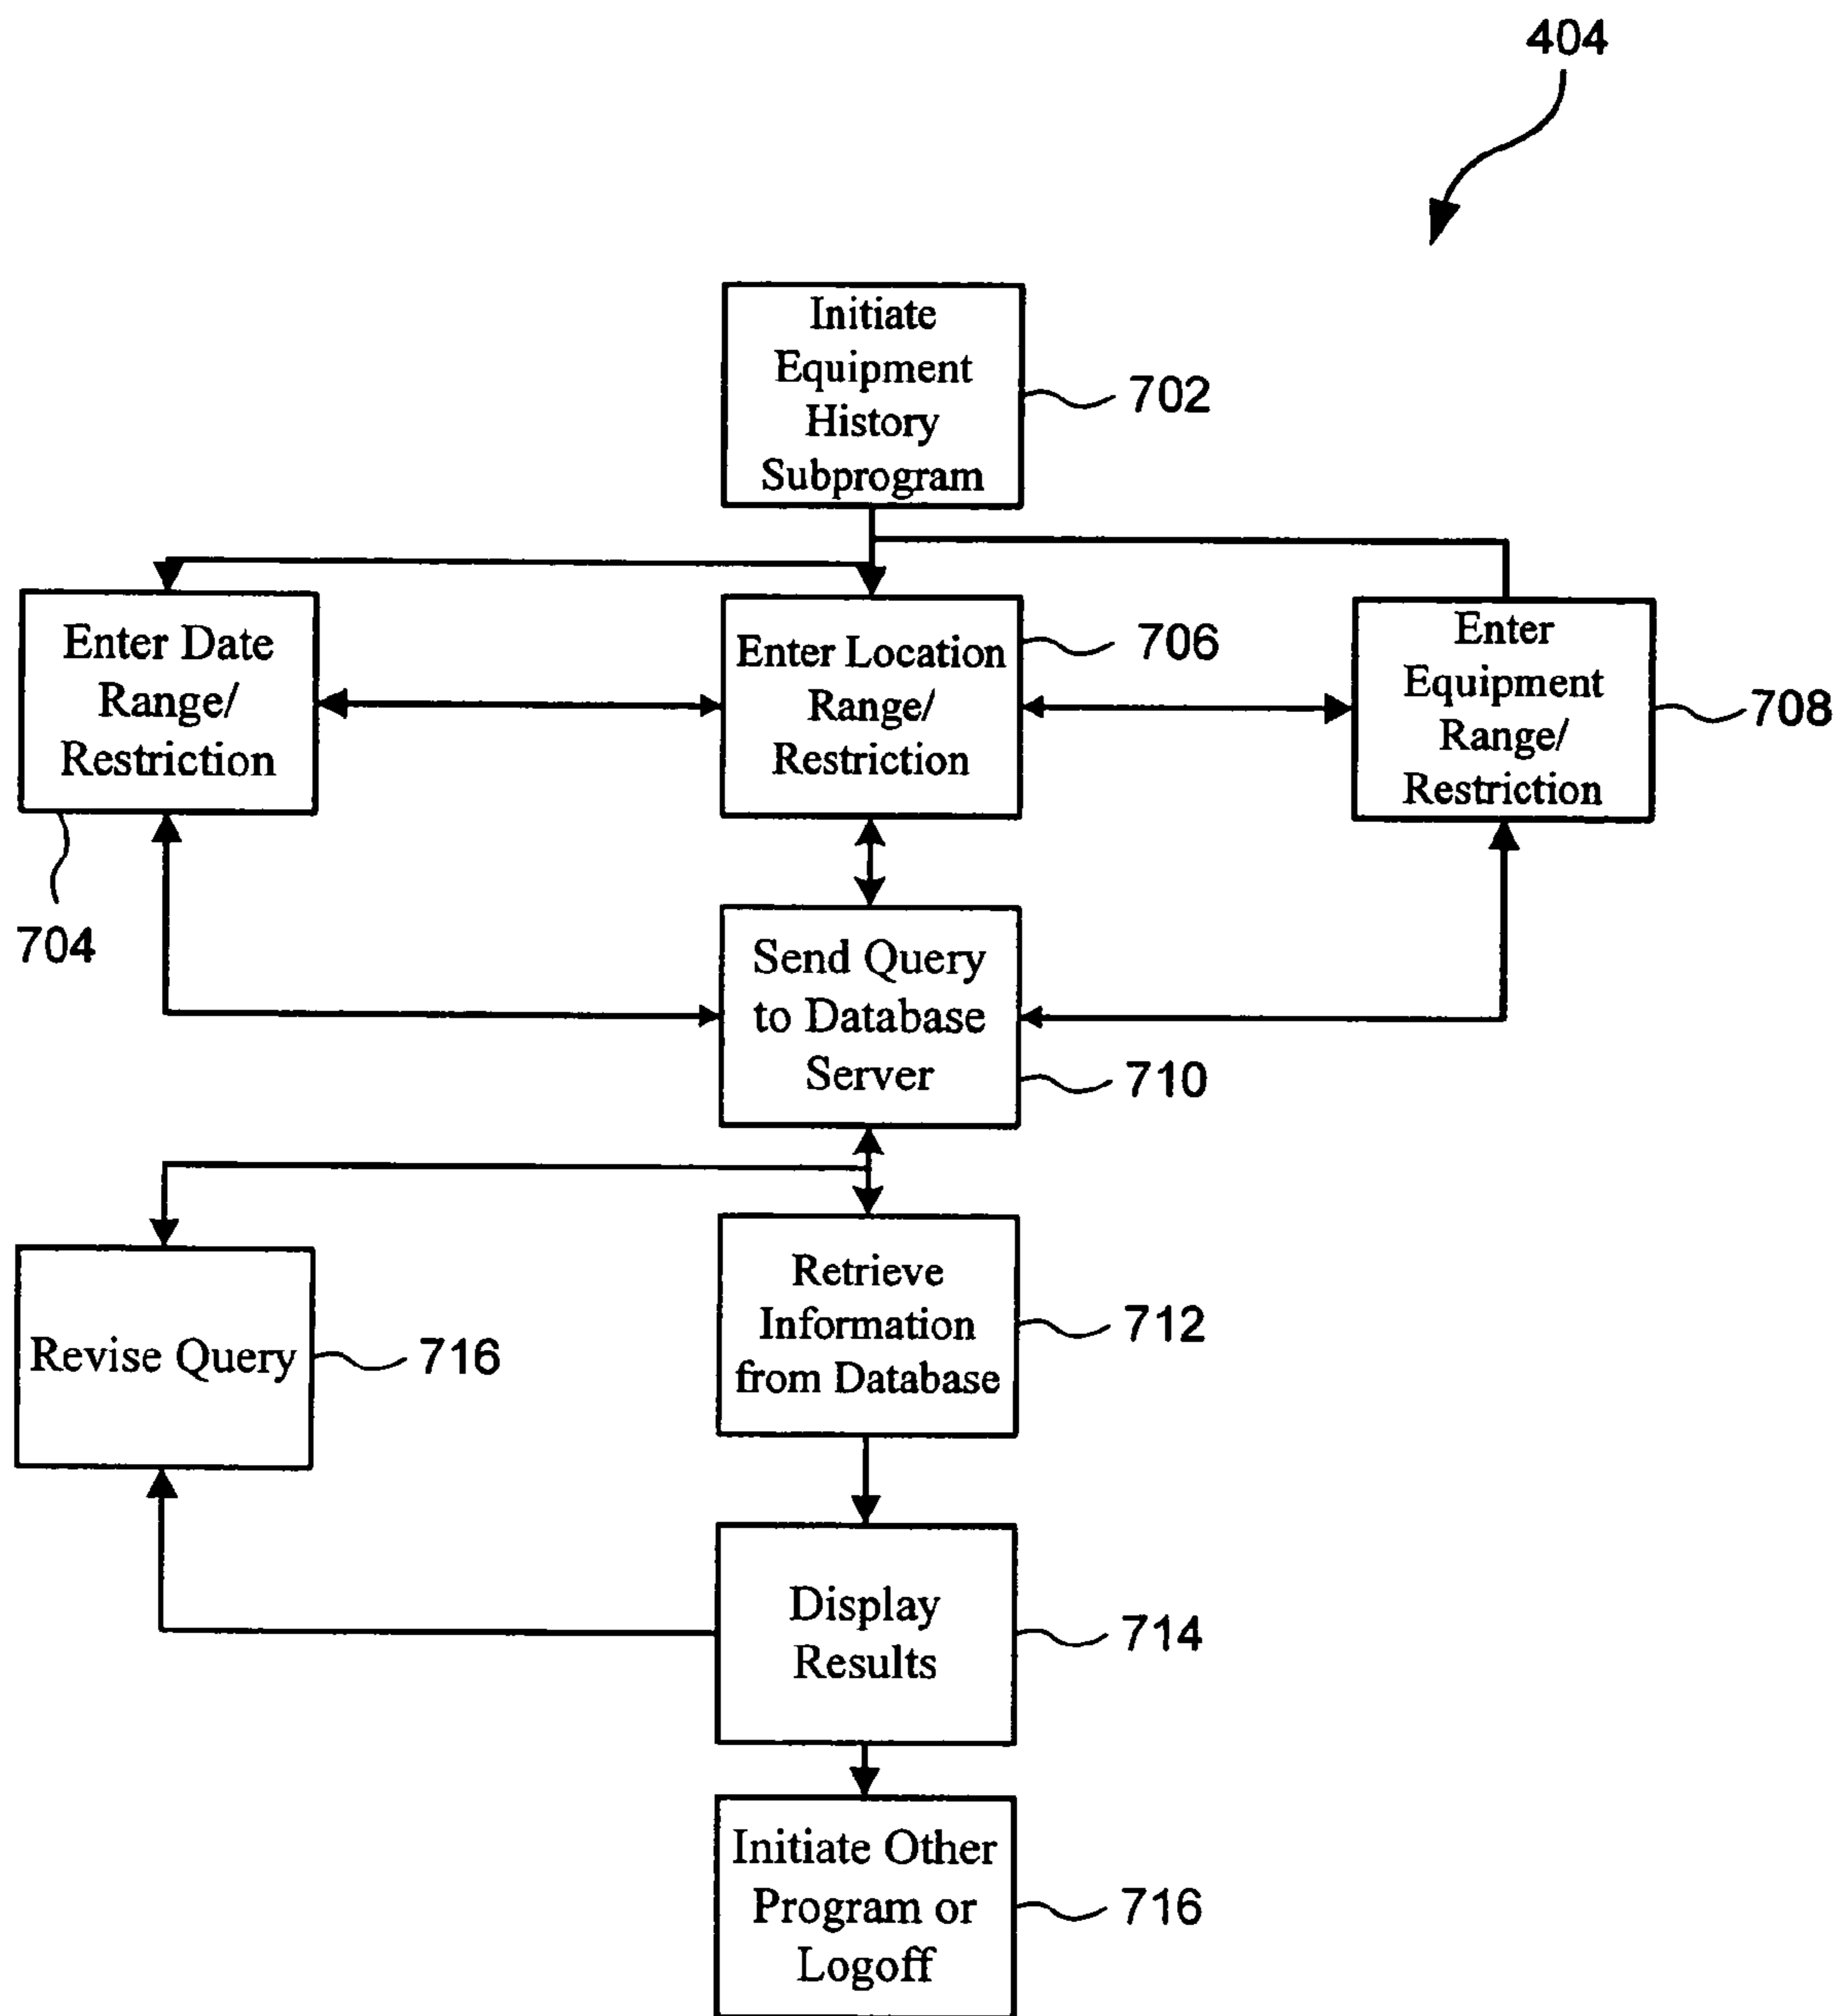 404
Initiate
Equipment
History
Subprogram
702
Enter Date
Range/
Restriction
704
Enter Location
Range/
Restriction
706
Enter
Equipment
Range/
Restriction
708
Send Query
to Database
Server
710
Revise Query
716
Retrieve
Information
from Database
712
Display
Results
714
Initiate Other
Program or
Logoff
716